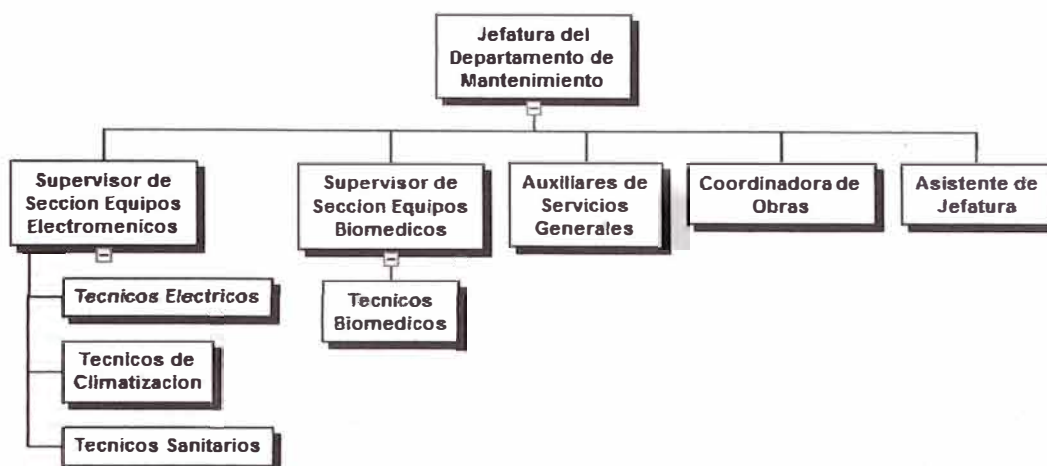 Jefatura del
Departamento de
Mantenimiento
Supervisor de
Seccion Equipos
Electromenicos
Supervisor de
Seccion Equipos
Biomedicos
Auxiliares de
Servicios
Generales
Coordinadora de
Obras
Asistente de
Jefatura
Tecnicos Electricos
Tecnicos
Biomedicos
Tecnicos de
Climatizacion
Tecnicos Sanitarios